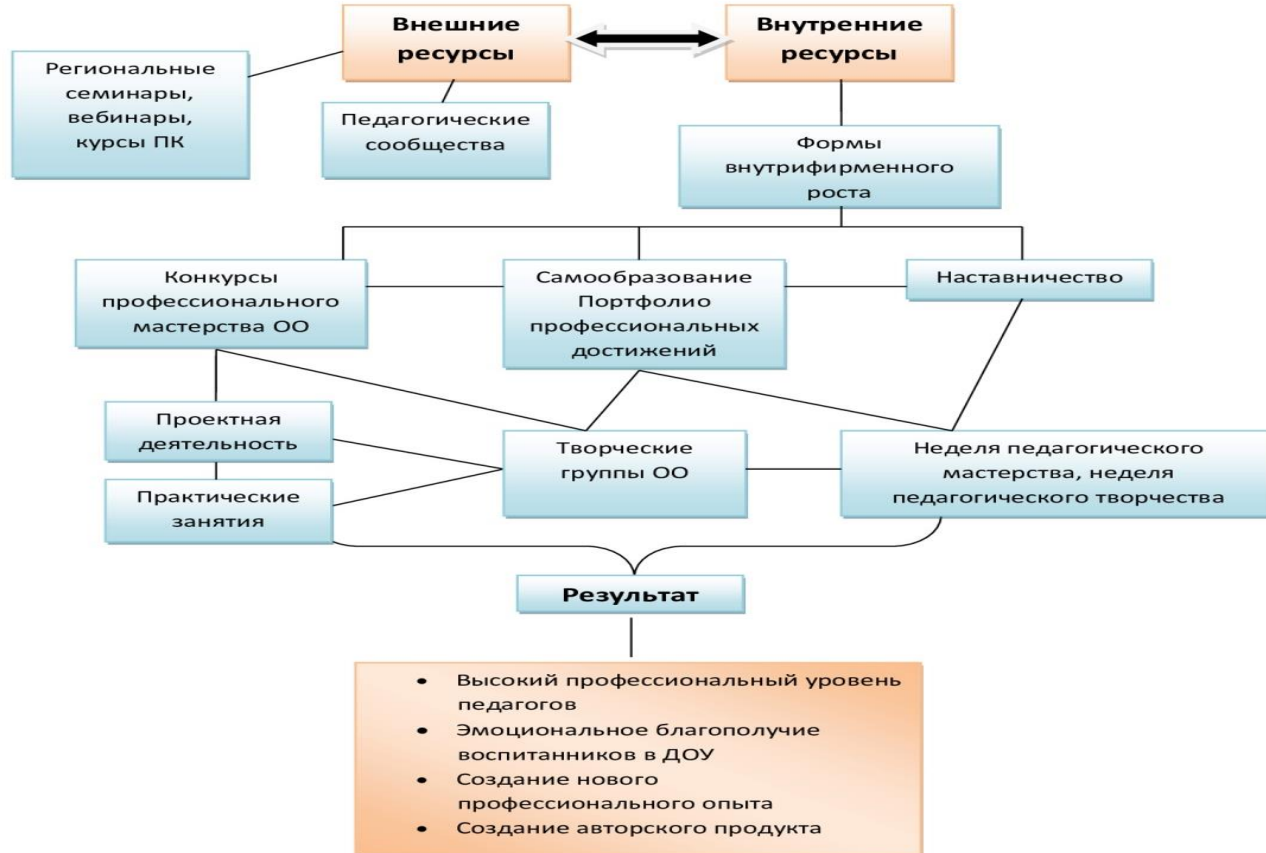 Внешние
ресурсы
Внутренние
ресурсы
Региональные
семинары,
вебинары,
курсы ПК
Педагогические
сообщества
Формы
внутрифирменного
роста
Конкурсы
профессионального
мастерства ОО
Самообразование
Портфолио
профессиональных
достижений
Наставничество
Проектная
деятельность
Практические
занятия
Творческие
группы ОО
Неделя педагогического
мастерства, неделя
педагогического творчества
Результат
• Высокий профессиональный уровень
педагогов
• Эмоциональное благополучие
воспитанников в ДОУ
• Создание нового
профессионального опыта
• Создание авторского продукта